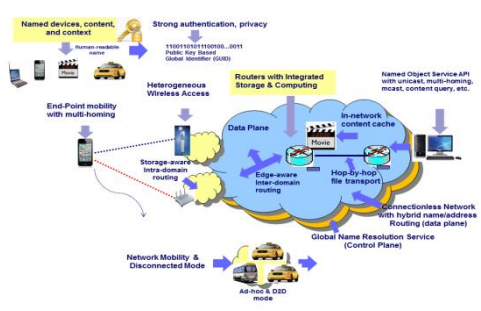 Named devices, content,
and context
Human-readable
name
Movie
Strong authentication, privacy
11001101011100100...0011
Public Key Based
Global Identifier (GUID)
Routers with Integrated
Storage & Computing
Named Object Service API
with unicast, multi-homing,
mcast, content query, etc.
Heterogeneous
Wireless Access
End-Point mobility
with multi-homing
In-network
content cache
Data Plane
Movie
Storage-aware
Intra-domain
routing
Edge-aware
Inter-domain
routing
Hop-by-hop
file transport
Connectionless Network
with hybrid name/address
Routing (data plane)
Global Name Resolution Service
(Control Plane)
Network Mobility &
Disconnected Mode
Ad-hoc & D2D
mode